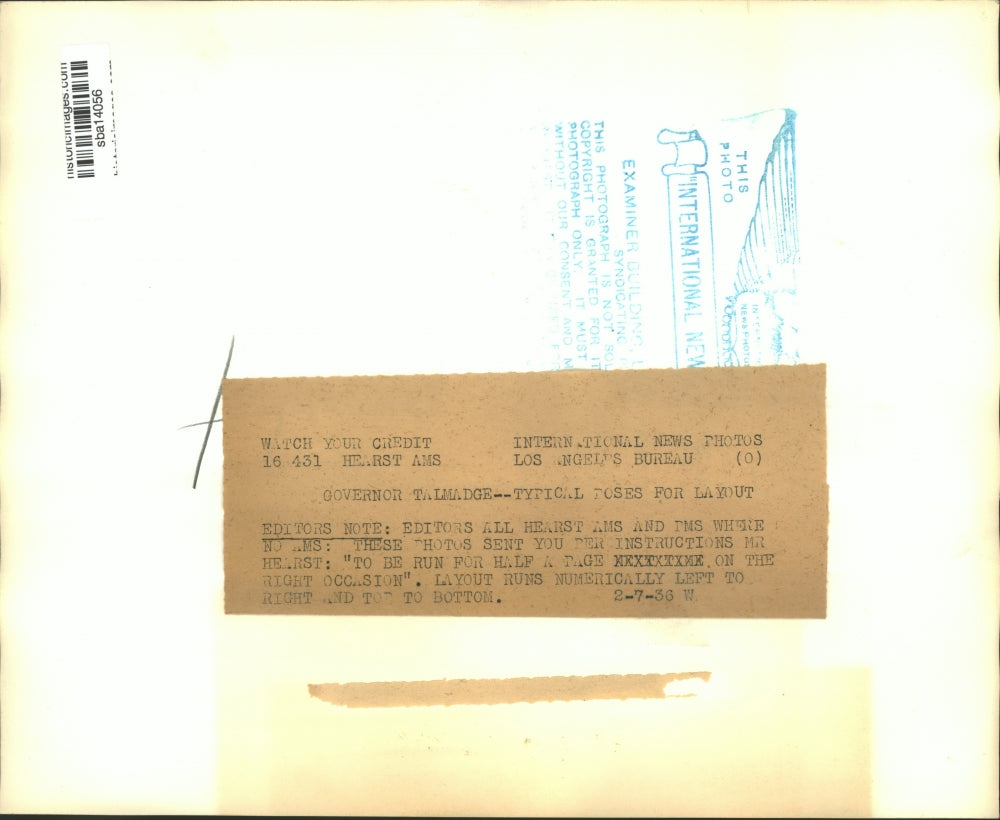 historicimages.com
sba14056
THIS
PHOTO
INTERNATIONAL NEW
EXAMINER BUILDING, L
SYNDICATING
THIS PHOTOGRAPH IS NOT SOL
COPYRIGHT IS GRANTED FOR IT
PHOTOGRAPH ONLY. IT MUST
WITHOUT OUR CONSENT AND M
WATCH YOUR CREDIT INTERNATIONAL NEWS PHOTOS
16 431 HEARST AMS LOS ANGELES BUREAU (O)
GOVERNOR TALMADGE--TYPICAL POSES FOR LAYOUT
EDITORS NOTE: EDITORS ALL HEARST AMS AND PMS WHERE
NO AMS: THESE PHOTOS SENT YOU PER INSTRUCTIONS MR
HEARST: "TO BE RUN FOR HALF A PAGE ON THE
RIGHT OCCASION". LAYOUT RUNS NUMERICALLY LEFT TO
RIGHT AND TOP TO BOTTOM. 2-7-36 W